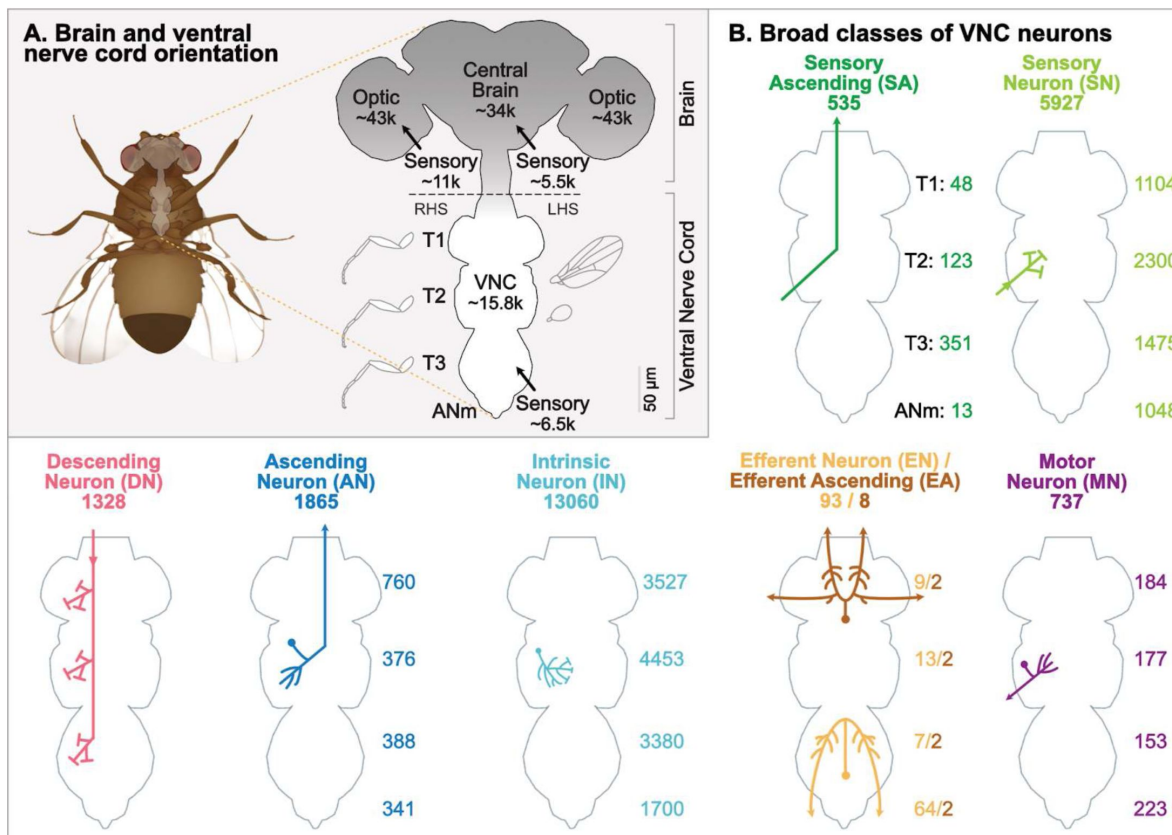 A. Brain and ventral
nerve cord orientation
Central
Brain
~34k
Optic
~43k
Optic
~43k
Sensory
~11k
Sensory
~5.5k
Brain
RHS
LHS
T1
T2
T3
ANm
VNC
~15.8k
Sensory
~6.5k
50 µm
Ventral Nerve Cord
B. Broad classes of VNC neurons
Sensory
Ascending (SA)
535
T1: 48
T2: 123
T3: 351
ANm: 13
Sensory
Neuron (SN)
5927
1104
2300
1475
1048
Descending
Neuron (DN)
1328
Ascending
Neuron (AN)
1865
760
376
388
341
Intrinsic
Neuron (IN)
13060
3527
4453
3380
1700
Efferent Neuron (EN) /
Efferent Ascending (EA)
93 / 8
9/2
13/2
7/2
64/2
Motor
Neuron (MN)
737
184
177
153
223